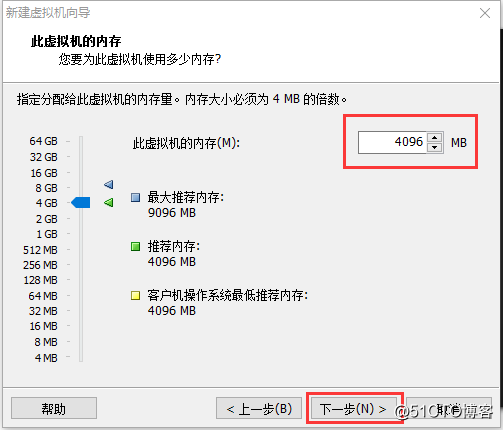 新建虚拟机向导
此虚拟机的内存
您要为此虚拟机使用多少内存?
指定分配给此虚拟机的内存量。内存大小必须为 4 MB 的倍数。
64 GB
32 GB
16 GB
8 GB
4 GB
2 GB
1 GB
512 MB
256 MB
128 MB
64 MB
32 MB
16 MB
8 MB
4 MB
此虚拟机的内存(M):
4096 MB
最大推荐内存:
9096 MB
推荐内存:
4096 MB
客户机操作系统最低推荐内存:
4096 MB
帮助
< 上一步(B)
下一步(N) >
取消
@51CTO博客